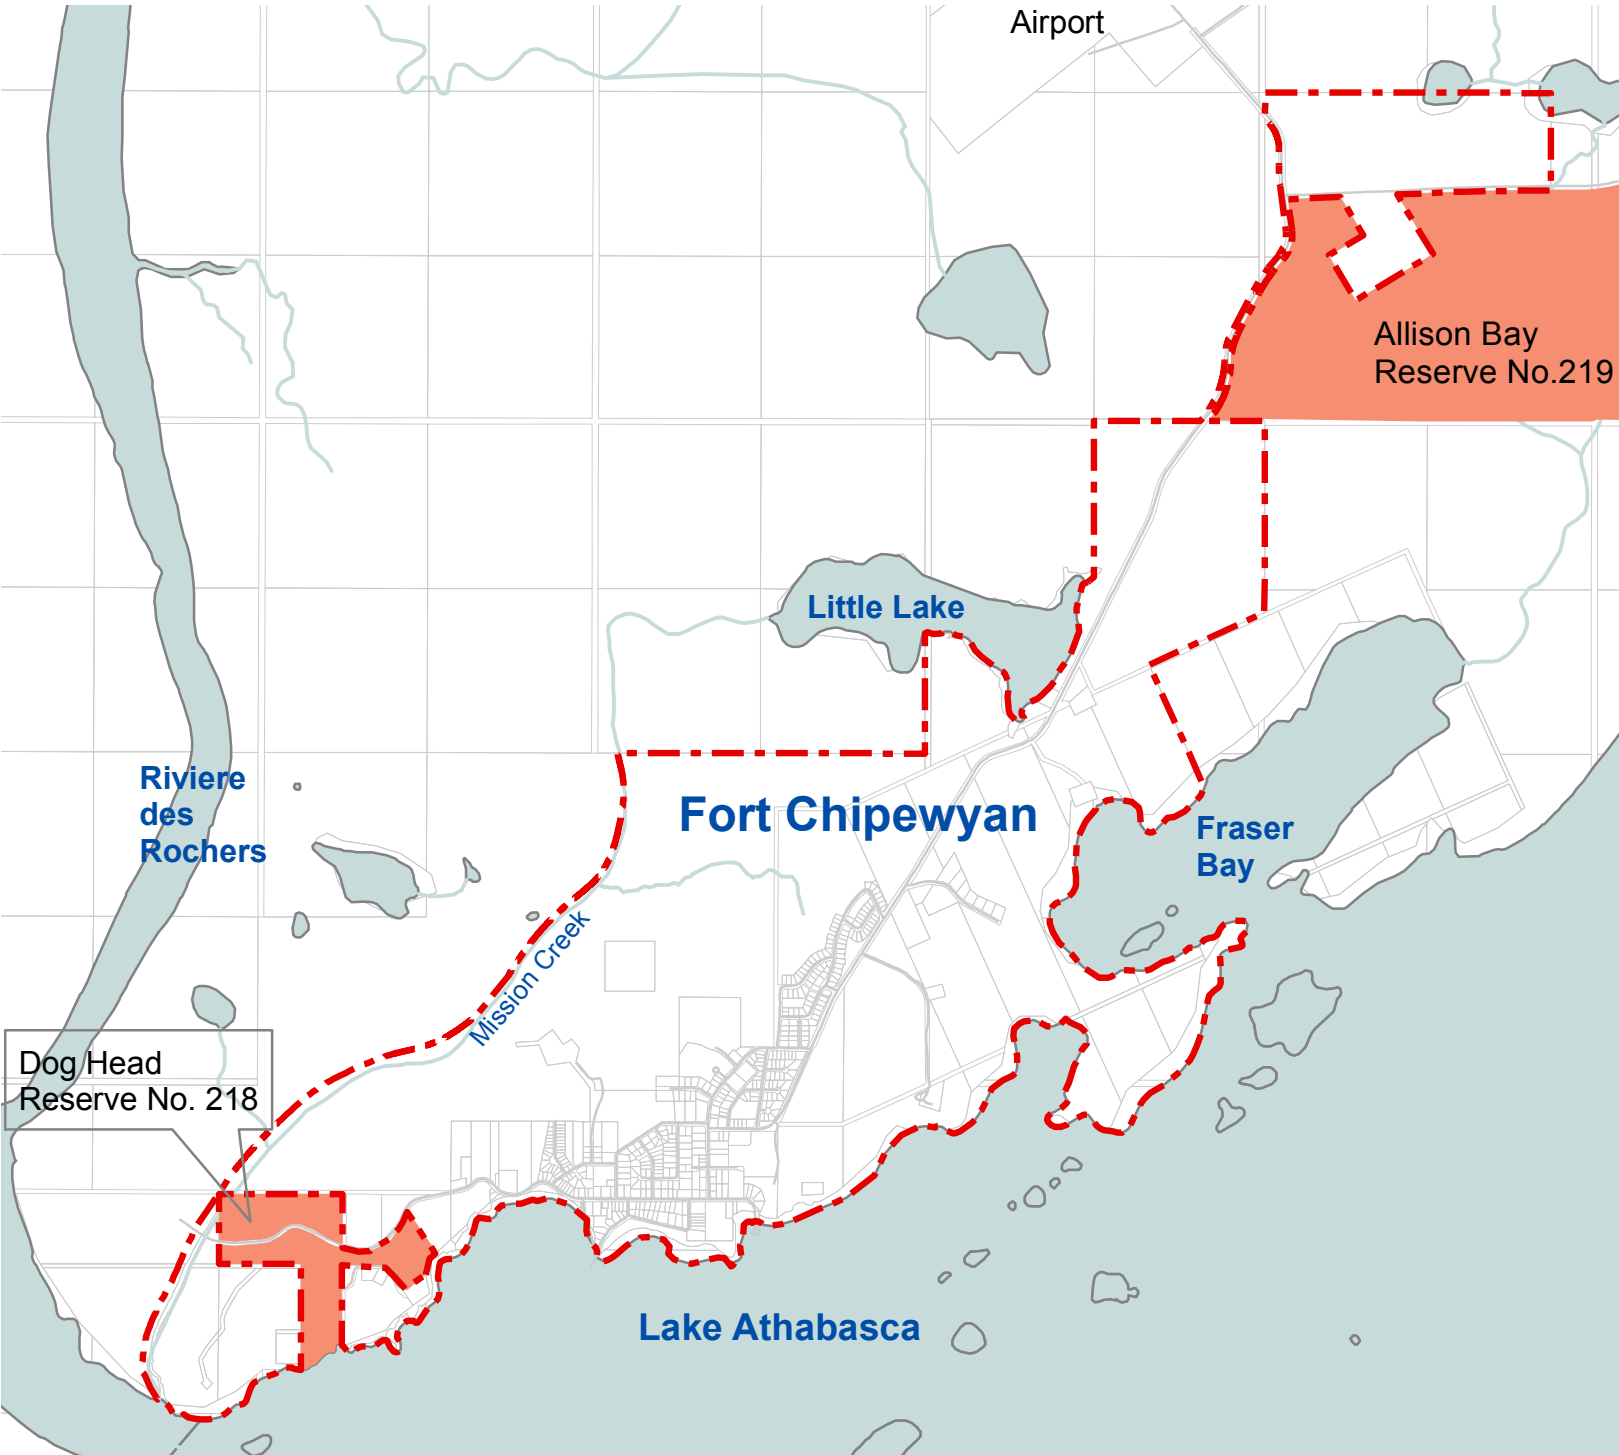 Airport
Allison Bay
Reserve No.219
Little Lake
Riviere
des
Rochers
Fort Chipewyan
Fraser
Bay
Mission Creek
Dog Head
Reserve No. 218
Lake Athabasca